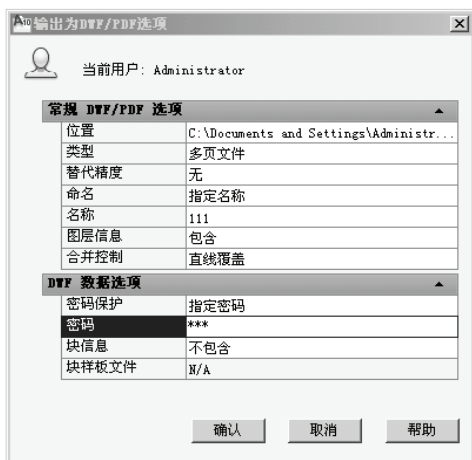 输出为DWF/PDF选项
当前用户: Administrator
常规 DWF/PDF 选项
位置 C:\Documents and Settings\Administr...
类型 多页文件
替代精度 无
命名 指定名称
名称 111
图层信息 包含
合并控制 直线覆盖
DWF 数据选项
密码保护 指定密码
密码 ***
块信息 不包含
块样板文件 N/A
确认 取消 帮助